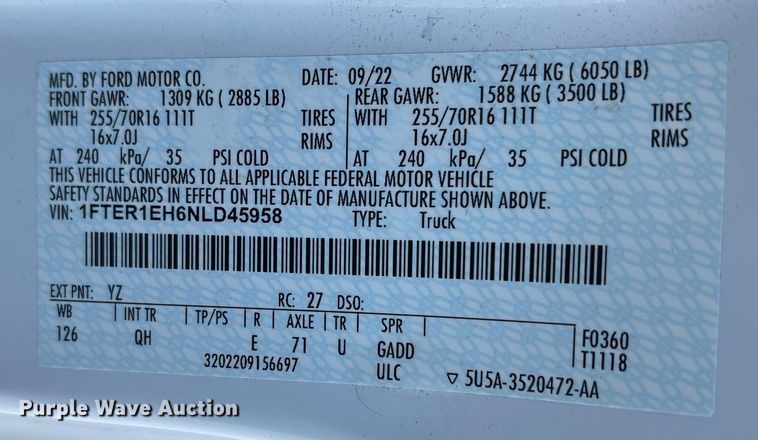 MFD. BY FORD MOTOR CO. DATE: 09/22 GVWR: 2744 KG ( 6050 LB)
FRONT GAWR: 1309 KG ( 2885 LB) REAR GAWR: 1588 KG ( 3500 LB)
WITH 255/70R16 111T TIRES WITH 255/70R16 111T TIRES
16x7.0J RIMS 16x7.0J RIMS
AT 240 kPa/ 35 PSI COLD AT 240 kPa/ 35 PSI COLD
THIS VEHICLE CONFORMS TO ALL APPLICABLE FEDERAL MOTOR VEHICLE
SAFETY STANDARDS IN EFFECT ON THE DATE OF MANUFACTURE SHOWN ABOVE.
VIN: 1FTER1EH6NLD45958 TYPE: Truck
EXT PNT: YZ RC: 27 DSO:
WB INT TR TP/PS R AXLE TR SPR
126 QH E 71 U GADD F0360
T1118
3202209156697 ULC ▽ 5U5A-3520472-AA
Purple Wave Auction